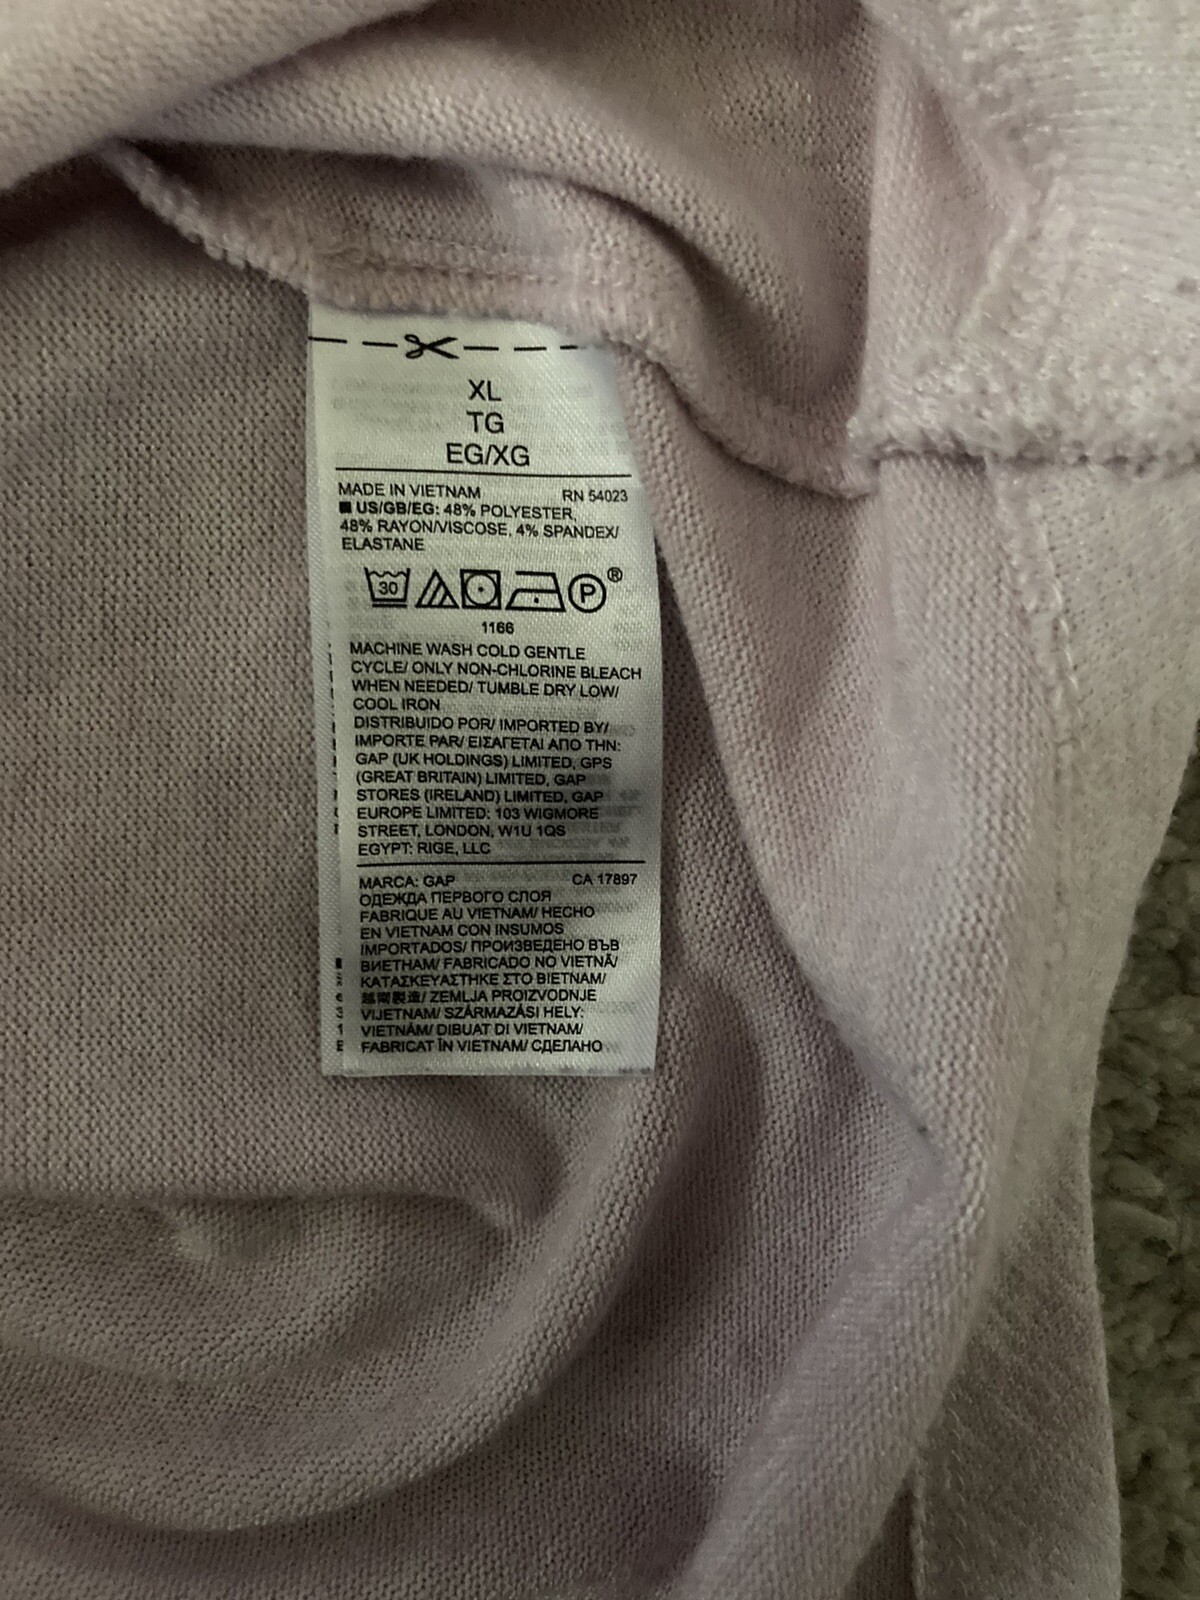 XL
TG
EG/XG
MADE IN VIETNAM RN 54023
US/GB/EG: 48% POLYESTER,
48% RAYON/VISCOSE, 4% SPANDEX/
ELASTANE
30 P ®
1166
MACHINE WASH COLD GENTLE
CYCLE/ ONLY NON-CHLORINE BLEACH
WHEN NEEDED/ TUMBLE DRY LOW/
COOL IRON
DISTRIBUIDO POR/ IMPORTED BY/
IMPORTE PAR/ ΕΙΣΑΓΕΤΑΙ ΑΠΟ ΤΗΝ:
GAP (UK HOLDINGS) LIMITED, GPS
(GREAT BRITAIN) LIMITED, GAP
STORES (IRELAND) LIMITED, GAP
EUROPE LIMITED: 103 WIGMORE
STREET, LONDON, W1U 1QS
EGYPT: RIGE, LLC
MARCA: GAP CA 17897
ОДЕЖДА ПЕРВОГО СЛОЯ
FABRIQUE AU VIETNAM/ HECHO
EN VIETNAM CON INSUMOS
IMPORTADOS/ ПРОИЗВЕДЕНО ВЪВ
ВИЕТНАМ/ FABRICADO NO VIETNÃ/
ΚΑΤΑΣΚΕΥΑΣΤΗΚΕ ΣΤΟ ΒΙΕΤΝΑΜ/
越南製造/ ZEMLJA PROIZVODNJE
VIJETNAM/ SZÁRMAZÁSI HELY:
VIETNÁM/ DIBUAT DI VIETNAM/
FABRICAT ÎN VIETNAM/ СДЕЛАНО